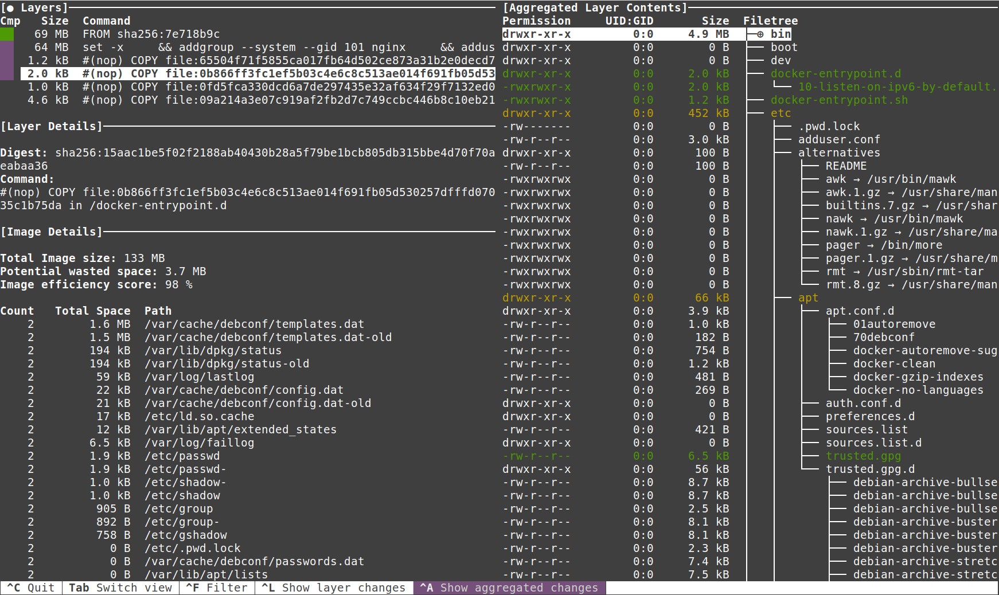 [● Layers]
Cmp Size Command
69 MB FROM sha256:7e718b9c
64 MB set -x && addgroup --system --gid 101 nginx && addus
1.2 kB #(nop) COPY file:65504f71f5855ca017fb64d502ce873a31b2e0decd7
2.0 kB #(nop) COPY file:0b866ff3fc1ef5b03c4e6c8c513ae014f691fb05d53
1.0 kB #(nop) COPY file:0fd5fca330dcd6a7de297435e32af634f29f7132ed0
4.6 kB #(nop) COPY file:09a214a3e07c919af2fb2d7c749ccbc446b8c10eb21
[Layer Details]
Digest: sha256:15aac1be5f02f2188ab40430b28a5f79be1bcb805db315bbe4d70f70a
eabaa36
Command:
#(nop) COPY file:0b866ff3fc1ef5b03c4e6c8c513ae014f691fb05d530257dfffd070
35c1b75da in /docker-entrypoint.d
[Image Details]
Total Image size: 133 MB
Potential wasted space: 3.7 MB
Image efficiency score: 98 %
Count Total Space Path
2 1.6 MB /var/cache/debconf/templates.dat
2 1.5 MB /var/cache/debconf/templates.dat-old
2 194 kB /var/lib/dpkg/status
2 194 kB /var/lib/dpkg/status-old
2 59 kB /var/log/lastlog
2 22 kB /var/cache/debconf/config.dat
2 21 kB /var/cache/debconf/config.dat-old
2 17 kB /etc/ld.so.cache
2 12 kB /var/lib/apt/extended_states
2 6.5 kB /var/log/faillog
2 1.9 kB /etc/passwd
2 1.9 kB /etc/passwd-
2 1.0 kB /etc/shadow-
2 1.0 kB /etc/shadow
2 905 B /etc/group
2 892 B /etc/group-
2 758 B /etc/gshadow
2 0 B /etc/.pwd.lock
2 0 B /var/cache/debconf/passwords.dat
2 0 B /var/lib/apt/lists
[Aggregated Layer Contents]
Permission UID:GID Size Filetree
drwxr-xr-x 0:0 4.9 MB ├─⊕ bin
drwxr-xr-x 0:0 0 B ├── boot
drwxr-xr-x 0:0 0 B ├── dev
drwxr-xr-x 0:0 2.0 kB ├── docker-entrypoint.d
-rwxrwxr-x 0:0 2.0 kB │ └── 10-listen-on-ipv6-by-default.
-rwxrwxr-x 0:0 1.2 kB ├── docker-entrypoint.sh
drwxr-xr-x 0:0 452 kB ├── etc
-rw------- 0:0 0 B │ ├── .pwd.lock
-rw-r--r-- 0:0 3.0 kB │ ├── adduser.conf
drwxr-xr-x 0:0 100 B │ ├── alternatives
-rw-r--r-- 0:0 100 B │ │ ├── README
-rwxrwxrwx 0:0 0 B │ │ ├── awk → /usr/bin/mawk
-rwxrwxrwx 0:0 0 B │ │ ├── awk.1.gz → /usr/share/man
-rwxrwxrwx 0:0 0 B │ │ ├── builtins.7.gz → /usr/shar
-rwxrwxrwx 0:0 0 B │ │ ├── nawk → /usr/bin/mawk
-rwxrwxrwx 0:0 0 B │ │ ├── nawk.1.gz → /usr/share/ma
-rwxrwxrwx 0:0 0 B │ │ ├── pager → /bin/more
-rwxrwxrwx 0:0 0 B │ │ ├── pager.1.gz → /usr/share/m
-rwxrwxrwx 0:0 0 B │ │ ├── rmt → /usr/sbin/rmt-tar
-rwxrwxrwx 0:0 0 B │ │ └── rmt.8.gz → /usr/share/man
drwxr-xr-x 0:0 66 kB │ ├── apt
drwxr-xr-x 0:0 3.9 kB │ │ ├── apt.conf.d
-rw-r--r-- 0:0 1.0 kB │ │ │ ├── 01autoremove
-rw-r--r-- 0:0 182 B │ │ │ ├── 70debconf
-rw-r--r-- 0:0 754 B │ │ │ ├── docker-autoremove-sug
-rw-r--r-- 0:0 1.2 kB │ │ │ ├── docker-clean
-rw-r--r-- 0:0 481 B │ │ │ ├── docker-gzip-indexes
-rw-r--r-- 0:0 269 B │ │ │ └── docker-no-languages
drwxr-xr-x 0:0 0 B │ │ ├── auth.conf.d
drwxr-xr-x 0:0 0 B │ │ ├── preferences.d
-rw-r--r-- 0:0 421 B │ │ ├── sources.list
drwxr-xr-x 0:0 0 B │ │ ├── sources.list.d
-rw-r--r-- 0:0 6.5 kB │ │ ├── trusted.gpg
drwxr-xr-x 0:0 56 kB │ │ └── trusted.gpg.d
-rw-r--r-- 0:0 8.7 kB │ │ ├── debian-archive-bullse
-rw-r--r-- 0:0 8.7 kB │ │ ├── debian-archive-bullse
-rw-r--r-- 0:0 2.5 kB │ │ ├── debian-archive-bullse
-rw-r--r-- 0:0 8.1 kB │ │ ├── debian-archive-buster
-rw-r--r-- 0:0 8.1 kB │ │ ├── debian-archive-buster
-rw-r--r-- 0:0 2.3 kB │ │ ├── debian-archive-buster
-rw-r--r-- 0:0 7.4 kB │ │ ├── debian-archive-stretc
-rw-r--r-- 0:0 7.5 kB │ │ ├── debian-archive-stretc
^C Quit Tab Switch view ^F Filter ^L Show layer changes ^A Show aggregated changes